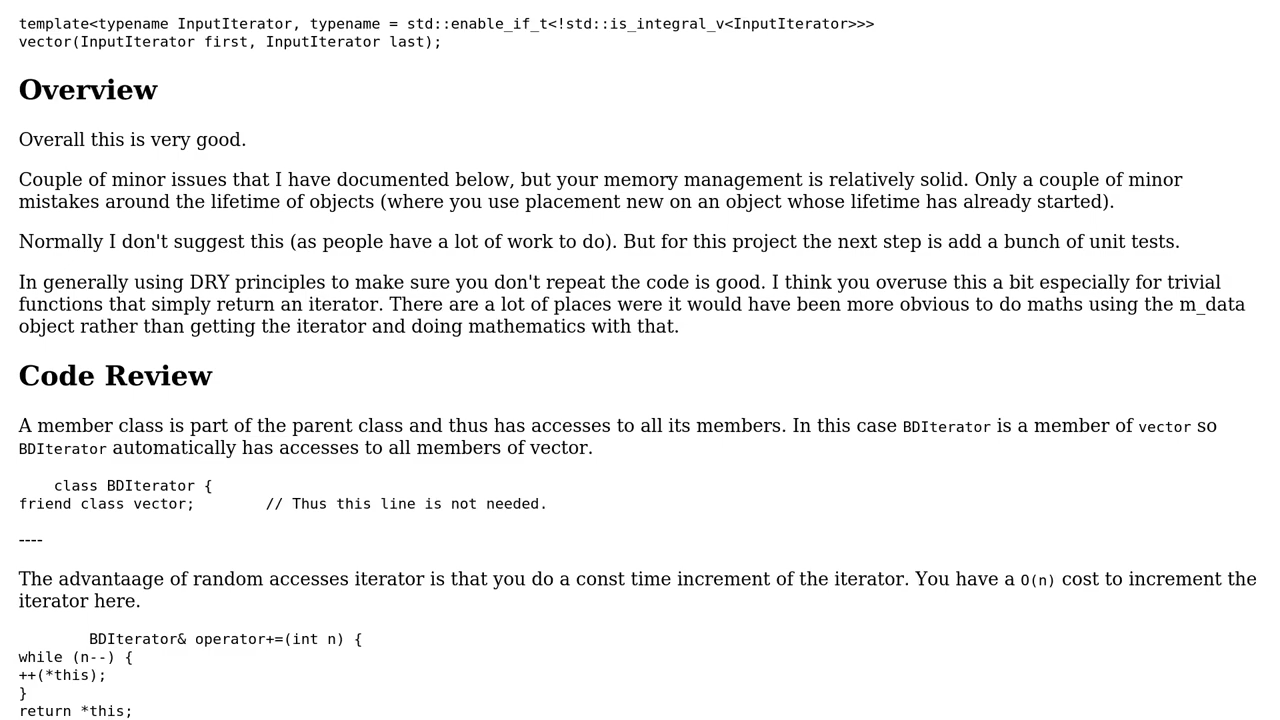 template<typename InputIterator, typename = std::enable_if_t<!std::is_integral_v<InputIterator>>>
vector(InputIterator first, InputIterator last);
Overview
Overall this is very good.
Couple of minor issues that I have documented below, but your memory management is relatively solid. Only a couple of minor
mistakes around the lifetime of objects (where you use placement new on an object whose lifetime has already started).
Normally I don't suggest this (as people have a lot of work to do). But for this project the next step is add a bunch of unit tests.
In generally using DRY principles to make sure you don't repeat the code is good. I think you overuse this a bit especially for trivial
functions that simply return an iterator. There are a lot of places were it would have been more obvious to do maths using the m_data
object rather than getting the iterator and doing mathematics with that.
Code Review
A member class is part of the parent class and thus has accesses to all its members. In this case BDIterator is a member of vector so
BDIterator automatically has accesses to all members of vector.
    class BDIterator {
friend class vector;        // Thus this line is not needed.
----
The advantaage of random accesses iterator is that you do a const time increment of the iterator. You have a O(n) cost to increment the
iterator here.
        BDIterator& operator+=(int n) {
while (n--) {
++(*this);
}
return *this;